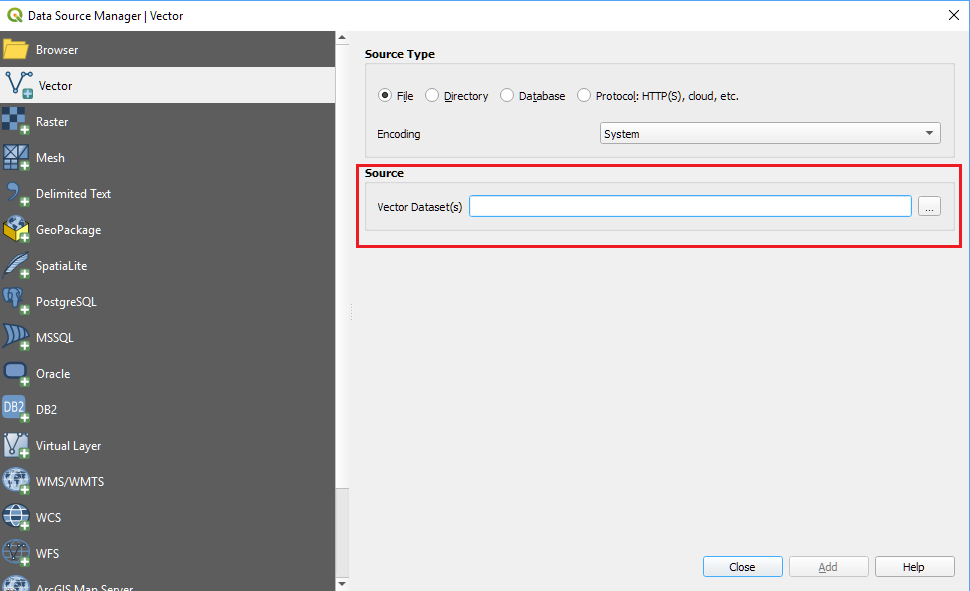 Data Source Manager | Vector
Browser
Vector
Raster
Mesh
Delimited Text
GeoPackage
SpatiaLite
PostgreSQL
MSSQL
Oracle
DB2
DB2
Virtual Layer
WMS/WMTS
WCS
WFS
ArcGIS Map Server
Source Type
File Directory Database Protocol: HTTP(S), cloud, etc.
Encoding System
Source
Vector Dataset(s) ...
Close Add Help